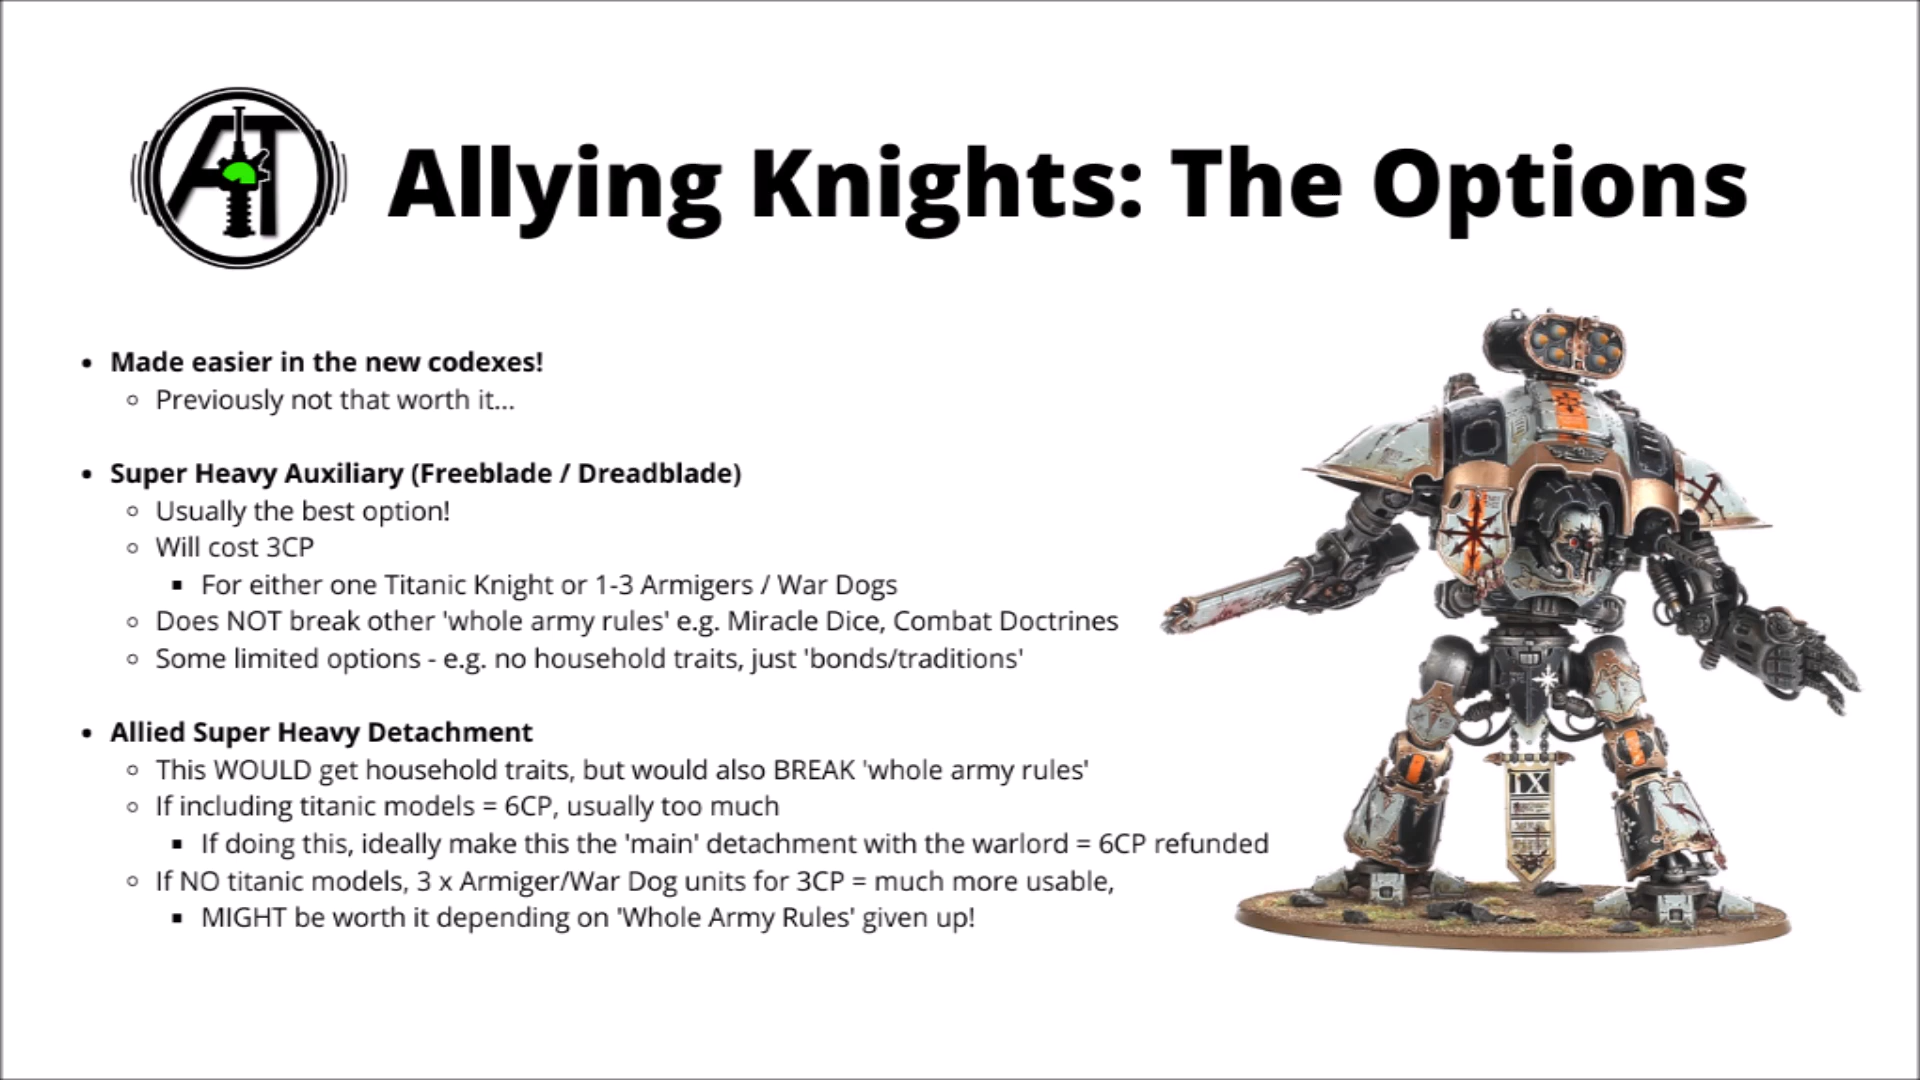 AT
Allying Knights: The Options
Made easier in the new codexes!
Previously not that worth it...
Super Heavy Auxiliary (Freeblade / Dreadblade)
Usually the best option!
Will cost 3CP
For either one Titanic Knight or 1-3 Armigers / War Dogs
Does NOT break other 'whole army rules' e.g. Miracle Dice, Combat Doctrines
Some limited options - e.g. no household traits, just 'bonds/traditions'
Allied Super Heavy Detachment
This WOULD get household traits, but would also BREAK 'whole army rules'
If including titanic models = 6CP, usually too much
If doing this, ideally make this the 'main' detachment with the warlord = 6CP refunded
If NO titanic models, 3 x Armiger/War Dog units for 3CP = much more usable,
MIGHT be worth it depending on 'Whole Army Rules' given up!
IX